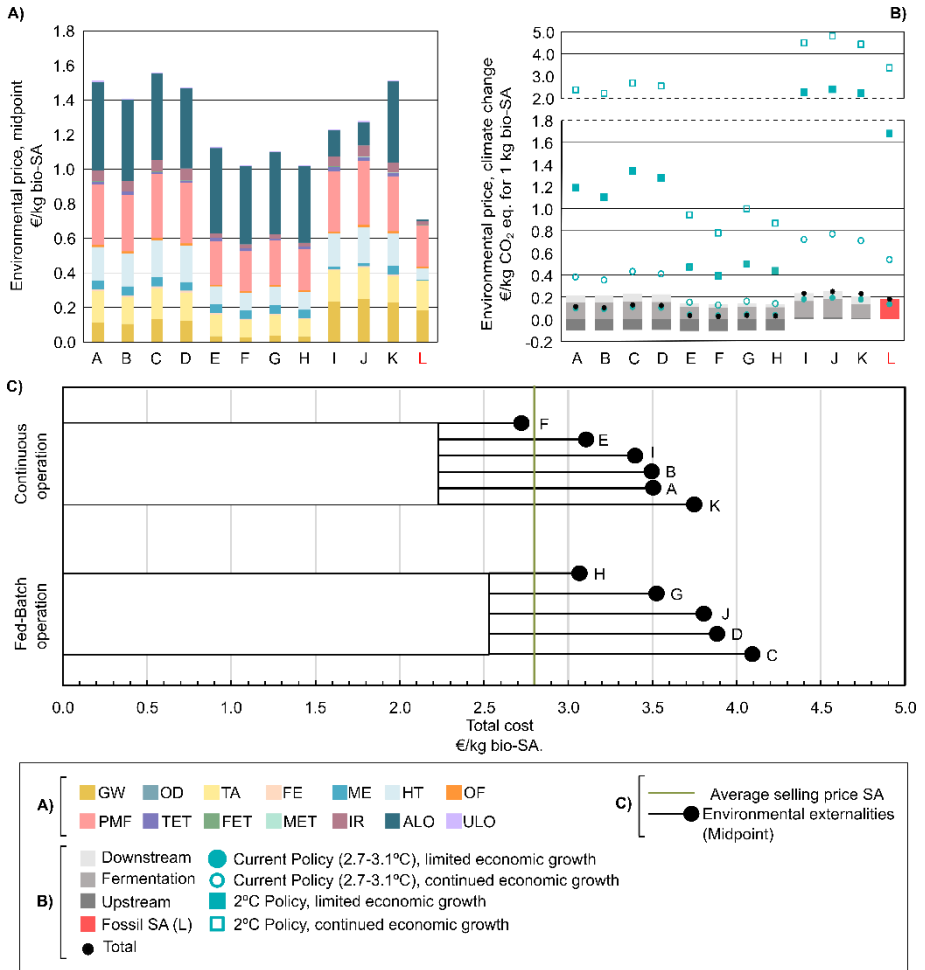 A)
Environmental price, midpoint
€/kg bio-SA
1.8
1.6
1.4
1.2
1.0
0.8
0.6
0.4
0.2
0.0
A B C D E F G H I J K L
B)
Environmental price, climate change
€/kg CO₂ eq. for 1 kg bio-SA
5.0
4.0
3.0
2.0
1.8
1.4
1.2
1.0
0.8
0.6
0.4
0.2
0.0
-0.2
A B C D E F G H I J K L
C)
Continuous
operation
F
E
I
B
A
K
Fed-Batch
operation
H
G
J
D
C
0.0 0.5 1.0 1.5 2.0 2.5 3.0 3.5 4.0 4.5 5.0
Total cost
€/kg bio-SA.
A)
GW OD TA FE ME HT OF
PMF TET FET MET IR ALO ULO
C)
Average selling price SA
Environmental externalities
(Midpoint)
B)
Downstream
Fermentation
Upstream
Fossil SA (L)
Total
Current Policy (2.7-3.1ºC), limited economic growth
Current Policy (2.7-3.1ºC), continued economic growth
2ºC Policy, limited economic growth
2ºC Policy, continued economic growth